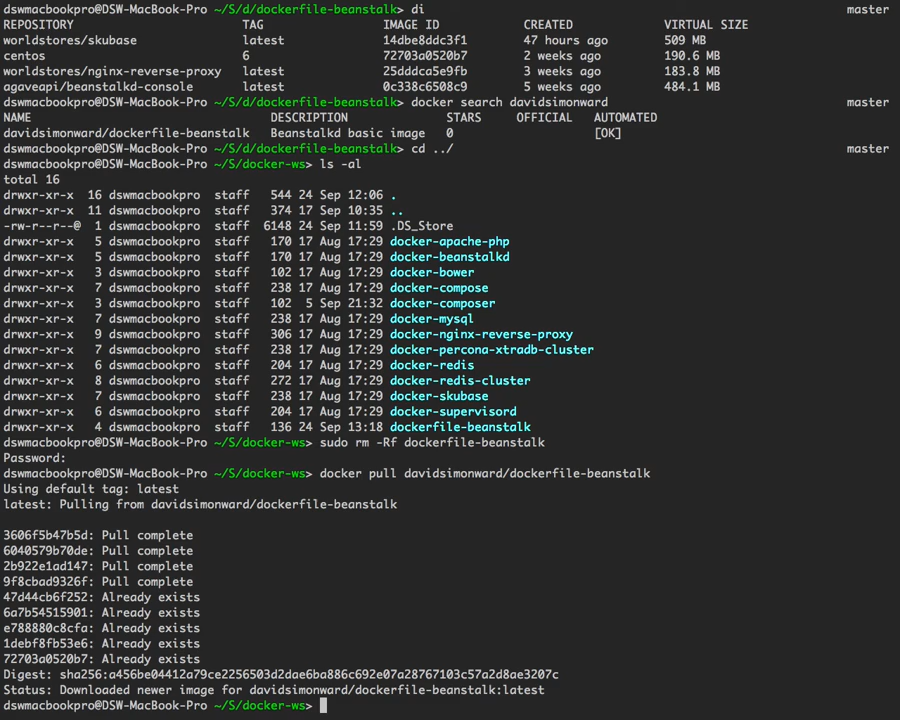 dswmacbookpro@DSW-MacBook-Pro ~/S/d/dockerfile-beanstalk> di master
REPOSITORY TAG IMAGE ID CREATED VIRTUAL SIZE
worldstores/skubase latest 14dbe8ddc3f1 47 hours ago 509 MB
centos 6 72703a0520b7 2 weeks ago 190.6 MB
worldstores/nginx-reverse-proxy latest 25dddca5e9fb 3 weeks ago 183.8 MB
agaveapi/beanstalkd-console latest 0c338c6508c9 5 weeks ago 484.1 MB
dswmacbookpro@DSW-MacBook-Pro ~/S/d/dockerfile-beanstalk> docker search davidsimonward master
NAME DESCRIPTION STARS OFFICIAL AUTOMATED
davidsimonward/dockerfile-beanstalk Beanstalkd basic image 0 [OK]
dswmacbookpro@DSW-MacBook-Pro ~/S/d/dockerfile-beanstalk> cd ../ master
dswmacbookpro@DSW-MacBook-Pro ~/S/docker-ws> ls -al
total 16
drwxr-xr-x 16 dswmacbookpro staff 544 24 Sep 12:06 .
drwxr-xr-x 11 dswmacbookpro staff 374 17 Sep 10:35 ..
-rw-r--r--@ 1 dswmacbookpro staff 6148 24 Sep 11:59 .DS_Store
drwxr-xr-x 5 dswmacbookpro staff 170 17 Aug 17:29 docker-apache-php
drwxr-xr-x 5 dswmacbookpro staff 170 17 Aug 17:29 docker-beanstalkd
drwxr-xr-x 3 dswmacbookpro staff 102 17 Aug 17:29 docker-bower
drwxr-xr-x 7 dswmacbookpro staff 238 17 Aug 17:29 docker-compose
drwxr-xr-x 3 dswmacbookpro staff 102 5 Sep 21:32 docker-composer
drwxr-xr-x 7 dswmacbookpro staff 238 17 Aug 17:29 docker-mysql
drwxr-xr-x 9 dswmacbookpro staff 306 17 Aug 17:29 docker-nginx-reverse-proxy
drwxr-xr-x 7 dswmacbookpro staff 238 17 Aug 17:29 docker-percona-xtradb-cluster
drwxr-xr-x 6 dswmacbookpro staff 204 17 Aug 17:29 docker-redis
drwxr-xr-x 8 dswmacbookpro staff 272 17 Aug 17:29 docker-redis-cluster
drwxr-xr-x 7 dswmacbookpro staff 238 17 Aug 17:29 docker-skubase
drwxr-xr-x 6 dswmacbookpro staff 204 17 Aug 17:29 docker-supervisord
drwxr-xr-x 4 dswmacbookpro staff 136 24 Sep 13:18 dockerfile-beanstalk
dswmacbookpro@DSW-MacBook-Pro ~/S/docker-ws> sudo rm -Rf dockerfile-beanstalk
Password:
dswmacbookpro@DSW-MacBook-Pro ~/S/docker-ws> docker pull davidsimonward/dockerfile-beanstalk
Using default tag: latest
latest: Pulling from davidsimonward/dockerfile-beanstalk
3606f5b47b5d: Pull complete
6040579b70de: Pull complete
2b922e1ad147: Pull complete
9f8cbad9326f: Pull complete
47d44cb6f252: Already exists
6a7b54515901: Already exists
e788880c8cfa: Already exists
1debf8fb53e6: Already exists
72703a0520b7: Already exists
Digest: sha256:a456be04412a79ce2256503d2dae6ba886c692e07a28767103c57a2d8ae3207c
Status: Downloaded newer image for davidsimonward/dockerfile-beanstalk:latest
dswmacbookpro@DSW-MacBook-Pro ~/S/docker-ws>